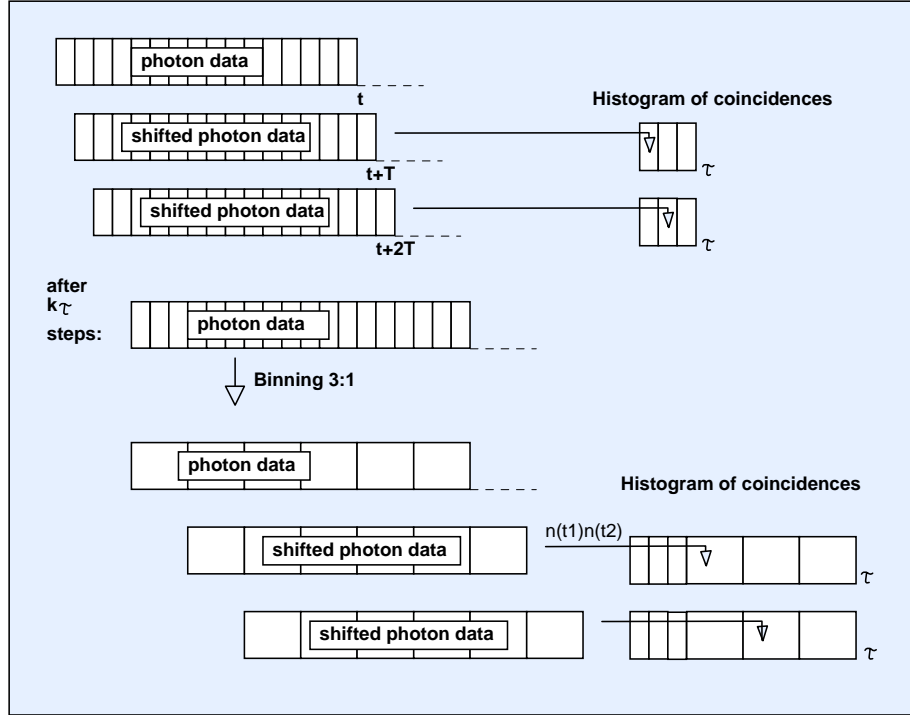 photon data
t
Histogram of coincidences
shifted photon data
τ
t+T
shifted photon data
τ
t+2T
after
kτ
steps:
photon data
Binning 3:1
photon data
Histogram of coincidences
n(t1)n(t2)
shifted photon data
τ
shifted photon data
τ